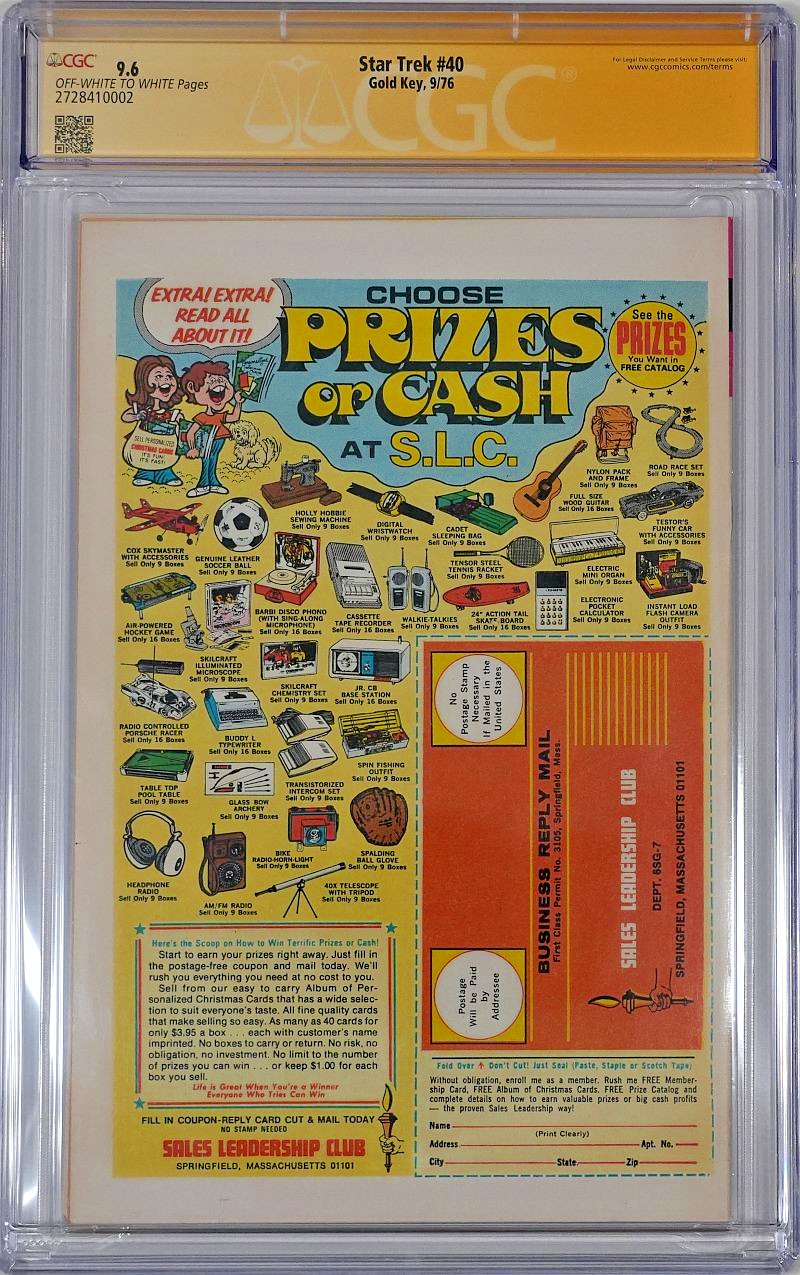 CGC
9.6
OFF-WHITE TO WHITE Pages
2728410002
Star Trek #40
Gold Key, 9/76
For Legal Disclaimer and Service Terms please visit:
www.cgccomics.com/terms
CGC®
EXTRA! EXTRA!
READ ALL
ABOUT IT!
CHOOSE
PRIZES
or CASH
AT S.L.C.
See the
PRIZES
You Want in
FREE CATALOG
SELL PERSONALIZED
CHRISTMAS CARDS
IT'S FUN!
IT'S FAST!
NYLON PACK
AND FRAME
Sell Only 9 Boxes
ROAD RACE SET
Sell Only 9 Boxes
HOLLY HOBBIE
SEWING MACHINE
Sell Only 9 Boxes
DIGITAL
WRISTWATCH
Sell Only 9 Boxes
CADET
SLEEPING BAG
Sell Only 9 Boxes
FULL SIZE
WOOD GUITAR
Sell Only 16 Boxes
TESTOR'S
FUNNY CAR
WITH ACCESSORIES
Sell Only 9 Boxes
COX SKYMASTER
WITH ACCESSORIES
Sell Only 9 Boxes
GENUINE LEATHER
SOCCER BALL
Sell Only 9 Boxes
BARBI DISCO PHONO
(WITH SING-ALONG
MICROPHONE)
Sell Only 16 Boxes
CASSETTE
TAPE RECORDER
Sell Only 16 Boxes
WALKIE-TALKIES
Sell Only 9 Boxes
TENSOR STEEL
TENNIS RACKET
Sell Only 9 Boxes
24" ACTION TAIL
SKATE BOARD
Sell Only 16 Boxes
ELECTRIC
MINI ORGAN
Sell Only 9 Boxes
ELECTRONIC
POCKET
CALCULATOR
Sell Only 9 Boxes
INSTANT LOAD
FLASH CAMERA
OUTFIT
Sell Only 9 Boxes
AIR-POWERED
HOCKEY GAME
Sell Only 16 Boxes
SKILCRAFT
ILLUMINATED
MICROSCOPE
Sell Only 9 Boxes
SKILCRAFT
CHEMISTRY SET
Sell Only 9 Boxes
JR. CB
BASE STATION
Sell Only 16 Boxes
RADIO CONTROLLED
PORSCHE RACER
Sell Only 16 Boxes
BUDDY L
TYPEWRITER
Sell Only 16 Boxes
SPIN FISHING
OUTFIT
Sell Only 9 Boxes
TABLE TOP
POOL TABLE
Sell Only 9 Boxes
GLASS BOW
ARCHERY
Sell Only 9 Boxes
TRANSISTORIZED
INTERCOM SET
Sell Only 9 Boxes
HEADPHONE
RADIO
Sell Only 9 Boxes
AM/FM RADIO
Sell Only 9 Boxes
BIKE
RADIO-HORN-LIGHT
Sell Only 9 Boxes
SPALDING
BALL GLOVE
Sell Only 9 Boxes
40X TELESCOPE
WITH TRIPOD
Sell Only 9 Boxes
Here's the Scoop on How to Win Terrific Prizes or Cash!
Start to earn your prizes right away. Just fill in
the postage-free coupon and mail today. We'll
rush you everything you need at no cost to you.
Sell from our easy to carry Album of Per-
sonalized Christmas Cards that has a wide selec-
tion to suit everyone's taste. All fine quality cards
that make selling so easy. As many as 40 cards for
only $3.95 a box . . . each with customer's name
imprinted. No boxes to carry or return. No risk, no
obligation, no investment. No limit to the number
of prizes you can win . . . or keep $1.00 for each
box you sell.
Life is Great When You're a Winner
Everyone Who Tries Can Win
FILL IN COUPON-REPLY CARD CUT & MAIL TODAY
NO STAMP NEEDED
SALES LEADERSHIP CLUB
SPRINGFIELD, MASSACHUSETTS 01101
No
Postage Stamp
Necessary
If Mailed in the
United States
BUSINESS REPLY MAIL
First Class Permit No. 3105, Springfield, Mass.
Postage
Will be Paid
by
Addressee
SALES LEADERSHIP CLUB
DEPT. 6SG-7
SPRINGFIELD, MASSACHUSETTS 01101
Fold Over ↑ Don't Cut! Just Seal (Paste, Staple or Scotch Tape)
Without obligation, enroll me as a member. Rush me FREE Member-
ship Card, FREE Album of Christmas Cards. FREE Prize Catalog and
complete details on how to earn valuable prizes or big cash profits
— the proven Sales Leadership way!
Name
(Print Clearly)
Address Apt. No.
City State Zip